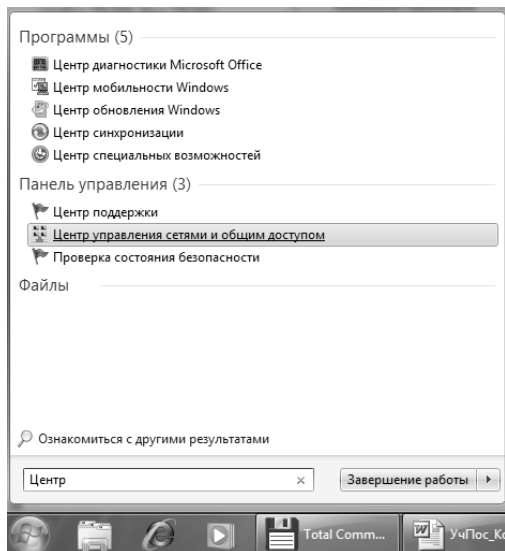 Программы (5)
Центр диагностики Microsoft Office
Центр мобильности Windows
Центр обновления Windows
Центр синхронизации
Центр специальных возможностей
Панель управления (3)
Центр поддержки
Центр управления сетями и общим доступом
Проверка состояния безопасности
Файлы
Ознакомиться с другими результатами
Центр
Завершение работы
Total Comm...
УчПос_Ко